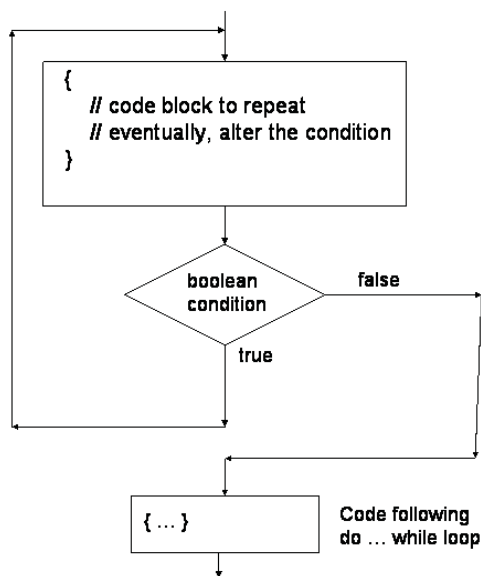 {
// code block to repeat
// eventually, alter the condition
}
boolean
condition
false
true
{ ... }
Code following
do ... while loop